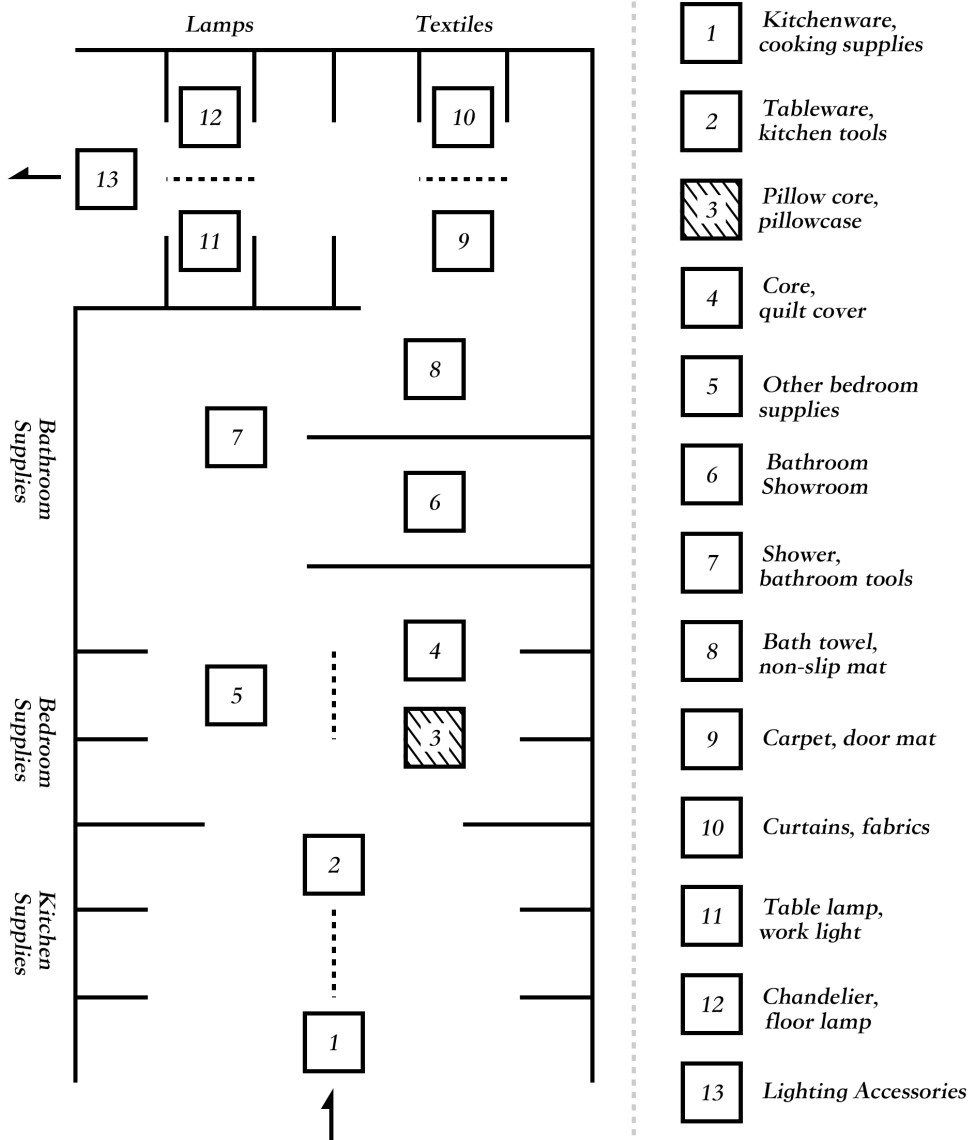 Lamps
Textiles
12
10
13
11
9
8
7
6
4
5
3
2
1
Bathroom
Supplies
Bedroom
Supplies
Kitchen
Supplies
1
Kitchenware,
cooking supplies
2
Tableware,
kitchen tools
3
Pillow core,
pillowcase
4
Core,
quilt cover
5
Other bedroom
supplies
6
Bathroom
Showroom
7
Shower,
bathroom tools
8
Bath towel,
non-slip mat
9
Carpet, door mat
10
Curtains, fabrics
11
Table lamp,
work light
12
Chandelier,
floor lamp
13
Lighting Accessories